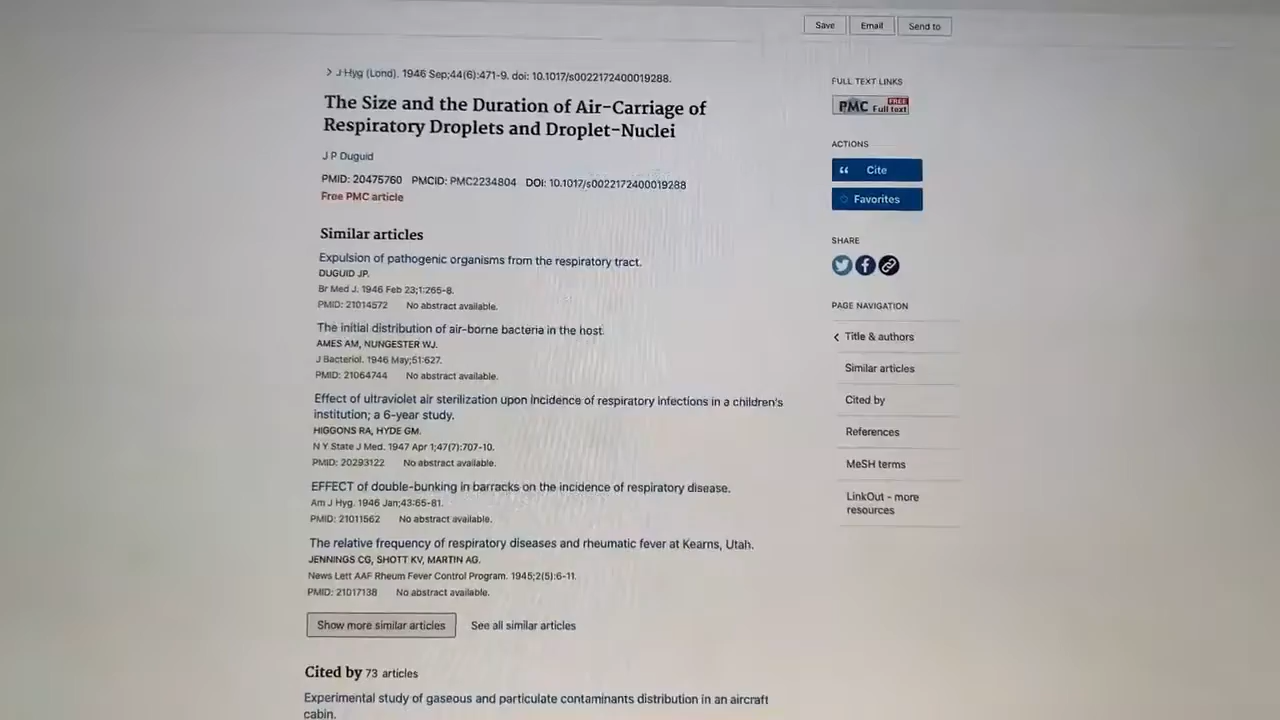 Save Email Send to
J Hyg (Lond). 1946 Sep;44(6):471-9. doi: 10.1017/s0022172400019288.
The Size and the Duration of Air-Carriage of
Respiratory Droplets and Droplet-Nuclei
J P Duguid
PMID: 20475760 PMCID: PMC2234804 DOI: 10.1017/s0022172400019288
Free PMC article
Similar articles
Expulsion of pathogenic organisms from the respiratory tract.
DUGUID JP.
Br Med J. 1946 Feb 23;1:265-8.
PMID: 21014572 No abstract available.
The initial distribution of air-borne bacteria in the host.
AMES AM, NUNGESTER WJ.
J Bacteriol. 1946 May;51:627.
PMID: 21064744 No abstract available.
Effect of ultraviolet air sterilization upon incidence of respiratory infections in a children's
institution; a 6-year study.
HIGGONS RA, HYDE GM.
N Y State J Med. 1947 Apr 1;47(7):707-10.
PMID: 20293122 No abstract available.
EFFECT of double-bunking in barracks on the incidence of respiratory disease.
Am J Hyg. 1946 Jan;43:65-81.
PMID: 21011562 No abstract available.
The relative frequency of respiratory diseases and rheumatic fever at Kearns, Utah.
JENNINGS CG, SHOTT KV, MARTIN AG.
News Lett AAF Rheum Fever Control Program. 1945;2(5):6-11.
PMID: 21017138 No abstract available.
Show more similar articles See all similar articles
Cited by 73 articles
Experimental study of gaseous and particulate contaminants distribution in an aircraft
cabin.
FULL TEXT LINKS
PMC FREE Full text
ACTIONS
Cite
Favorites
SHARE
PAGE NAVIGATION
Title & authors
Similar articles
Cited by
References
MeSH terms
LinkOut - more
resources